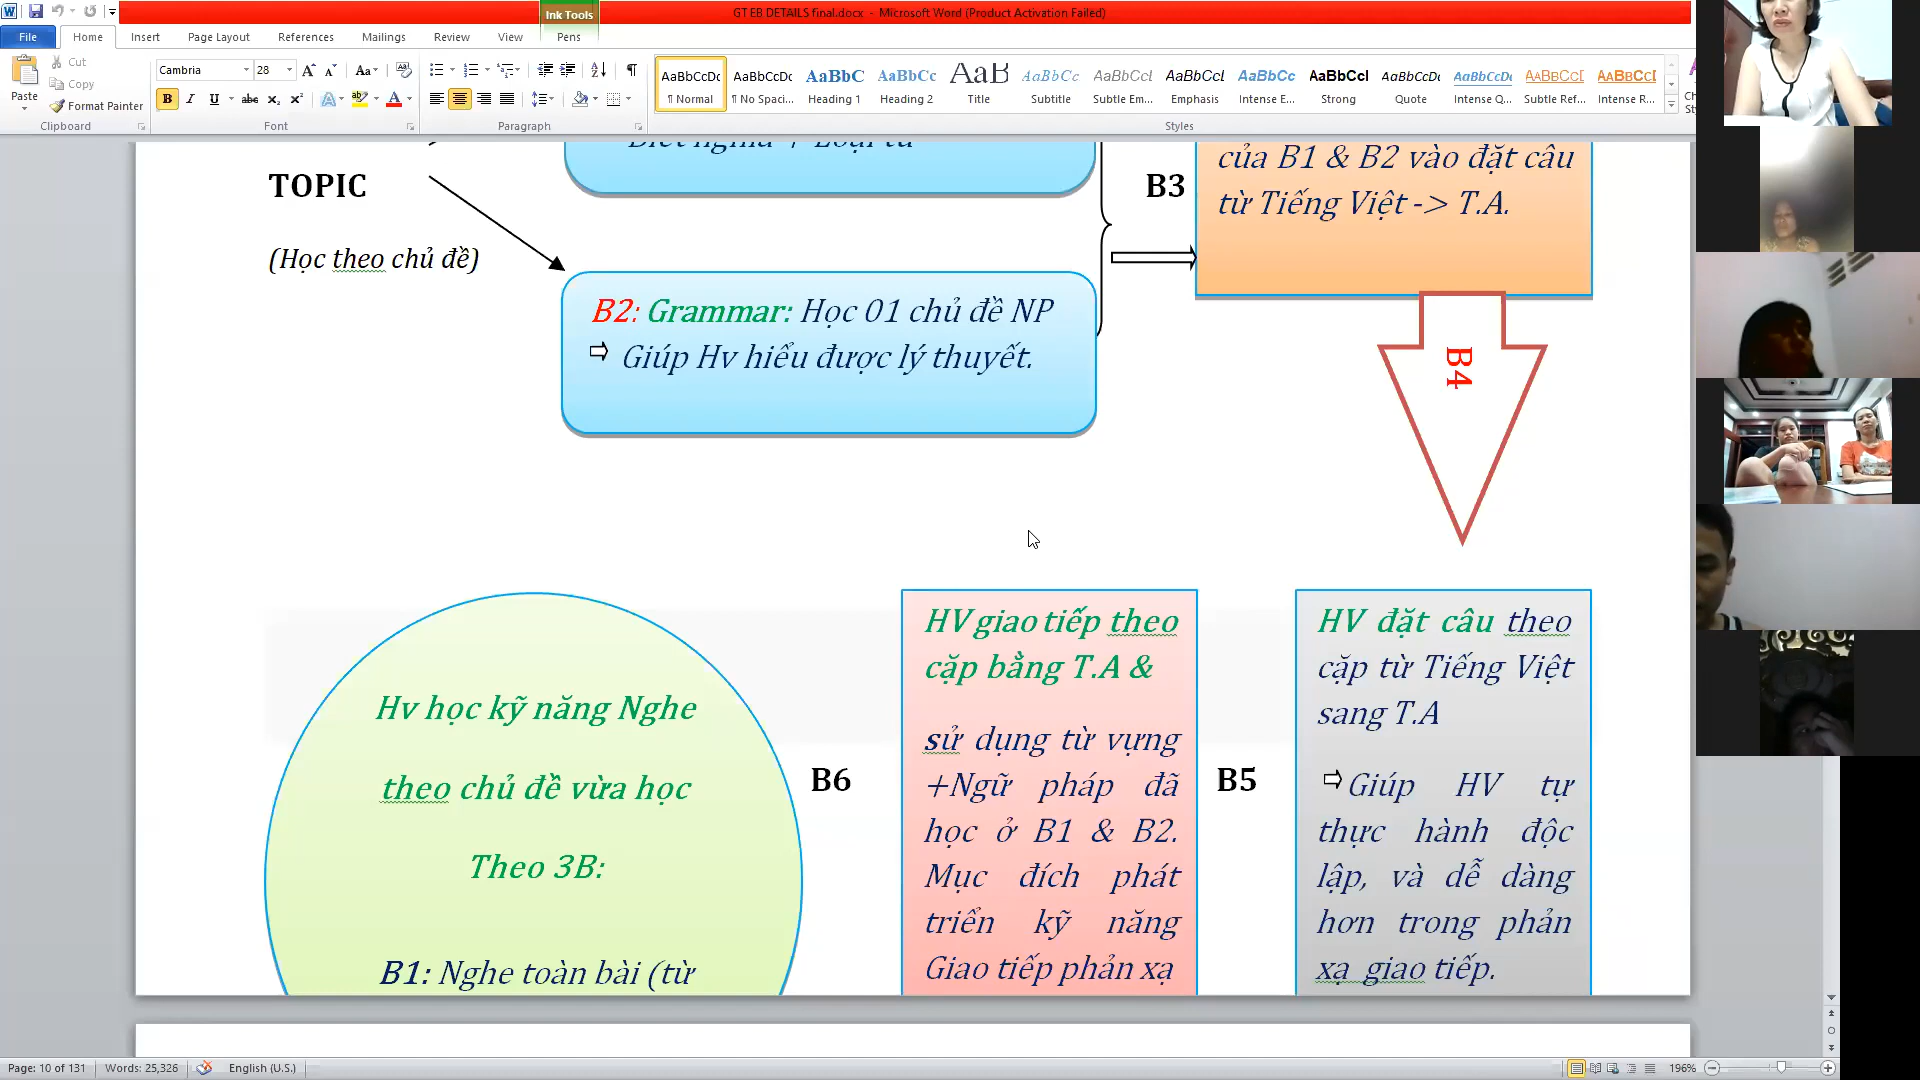 GT EB DETAILS final.docx - Microsoft Word (Product Activation Failed)
Ink Tools
File Home Insert Page Layout References Mailings Review View Pens
Paste
Cut
Copy
Format Painter
Clipboard
Cambria 28
Font
Paragraph
AaBbCcDc AaBbCcDc AaBbC AaBbCc AaB AaBbCc AaBbCcl AaBbCcl AaBbCc AaBbCcl AaBbCcDc AaBbCcDc AaBbCcD AaBbCcD
¶ Normal ¶ No Spaci... Heading 1 Heading 2 Title Subtitle Subtle Em... Emphasis Intense E... Strong Quote Intense Q... Subtle Ref... Intense R...
Styles
TOPIC
(Học theo chủ đề)
B2: Grammar: Học 01 chủ đề NP
Giúp Hv hiểu được lý thuyết.
B3
của B1 & B2 vào đặt câu
từ Tiếng Việt -> T.A.
B4
Hv học kỹ năng Nghe
theo chủ đề vừa học
Theo 3B:
B1: Nghe toàn bài (từ
B6
HV giao tiếp theo
cặp bằng T.A &
sử dụng từ vựng
+Ngữ pháp đã
học ở B1 & B2.
Mục đích phát
triển kỹ năng
Giao tiếp phản xạ
B5
HV đặt câu theo
cặp từ Tiếng Việt
sang T.A
Giúp HV tự
thực hành độc
lập, và dễ dàng
hơn trong phản
xạ giao tiếp.
Page: 10 of 131 Words: 25,326 English (U.S.) 196%